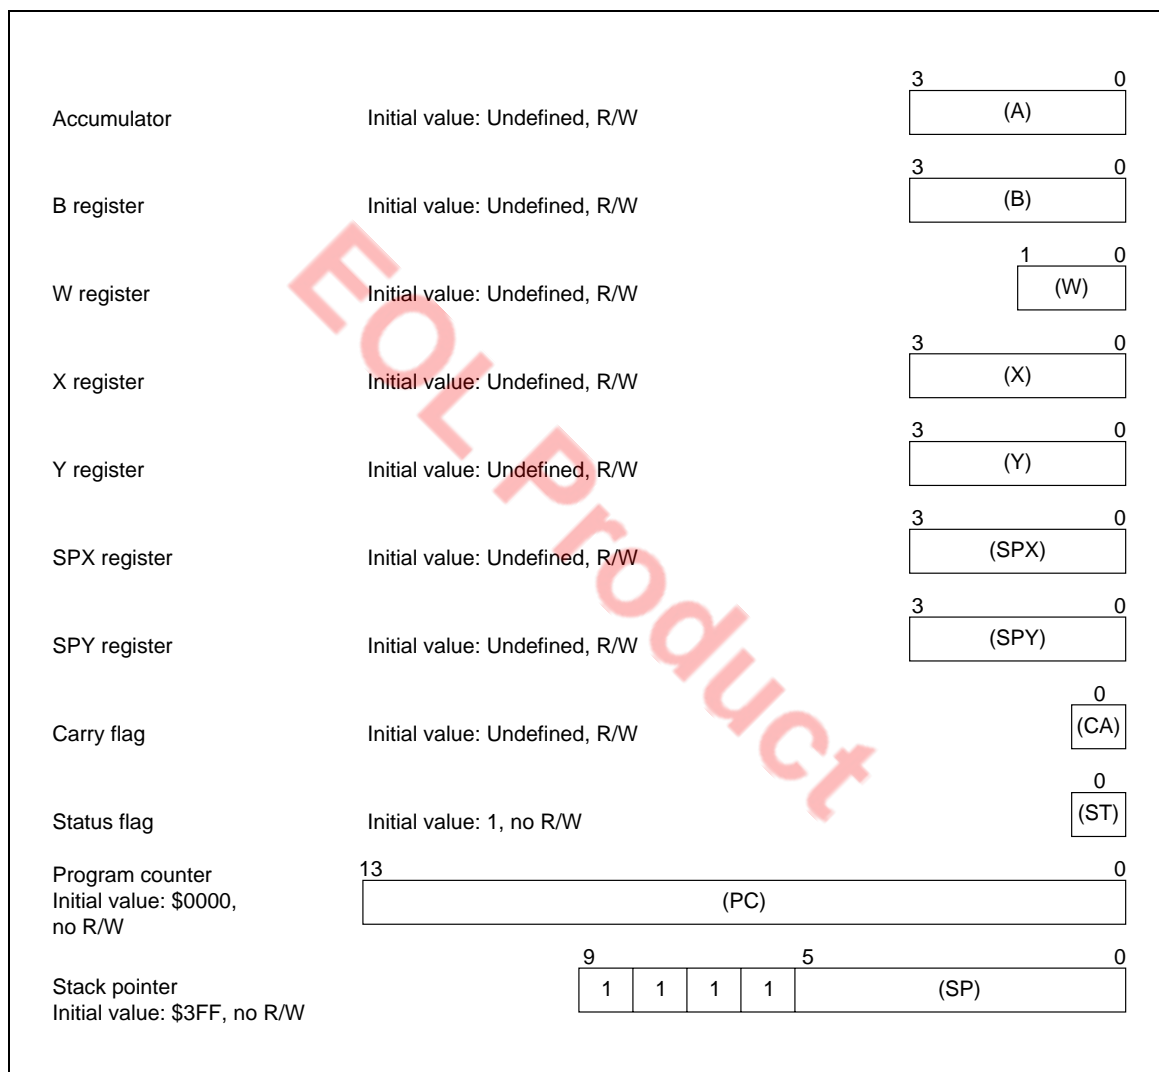 3 0
Accumulator Initial value: Undefined, R/W (A)
3 0
B register Initial value: Undefined, R/W (B)
1 0
W register Initial value: Undefined, R/W (W)
3 0
X register Initial value: Undefined, R/W (X)
3 0
Y register Initial value: Undefined, R/W (Y)
3 0
SPX register Initial value: Undefined, R/W (SPX)
3 0
SPY register Initial value: Undefined, R/W (SPY)
0
Carry flag Initial value: Undefined, R/W (CA)
0
Status flag Initial value: 1, no R/W (ST)
Program counter 13 0
Initial value: $0000, (PC)
no R/W
9 5 0
Stack pointer 1 1 1 1 (SP)
Initial value: $3FF, no R/W
EOL Product